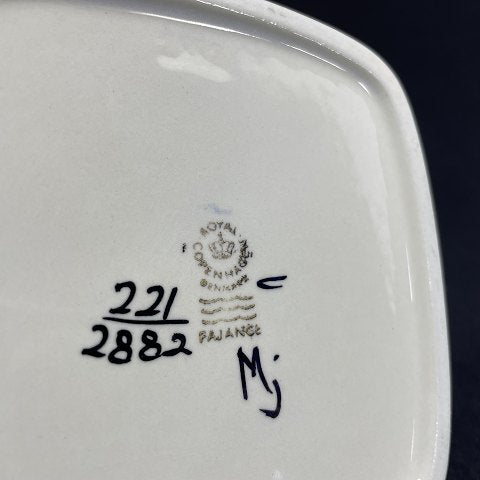 ROYAL
COPENHAGEN
DENMARK
FAJANCE
221
2882
Mj